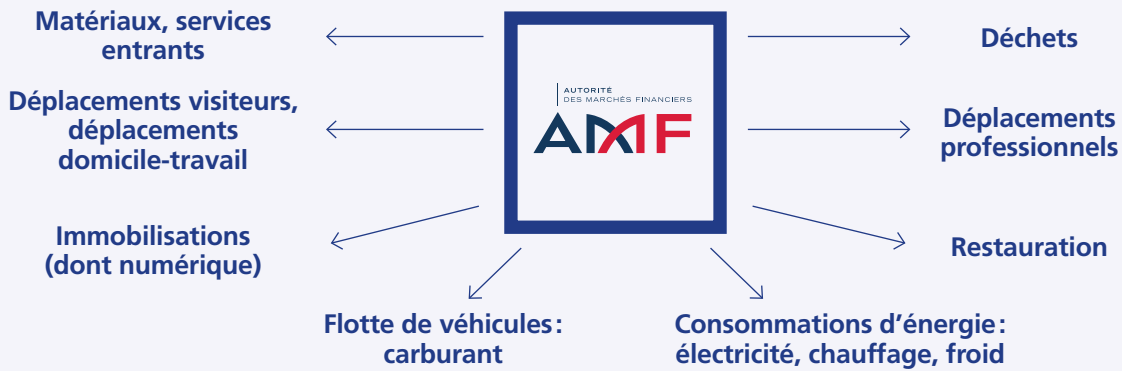 Matériaux, services
entrants
Déplacements visiteurs,
déplacements
domicile-travail
Immobilisations
(dont numérique)
Flotte de véhicules :
carburant
AUTORITÉ
DES MARCHÉS FINANCIERS
AMF
Consommations d’énergie :
électricité, chauffage, froid
Déchets
Déplacements
professionnels
Restauration